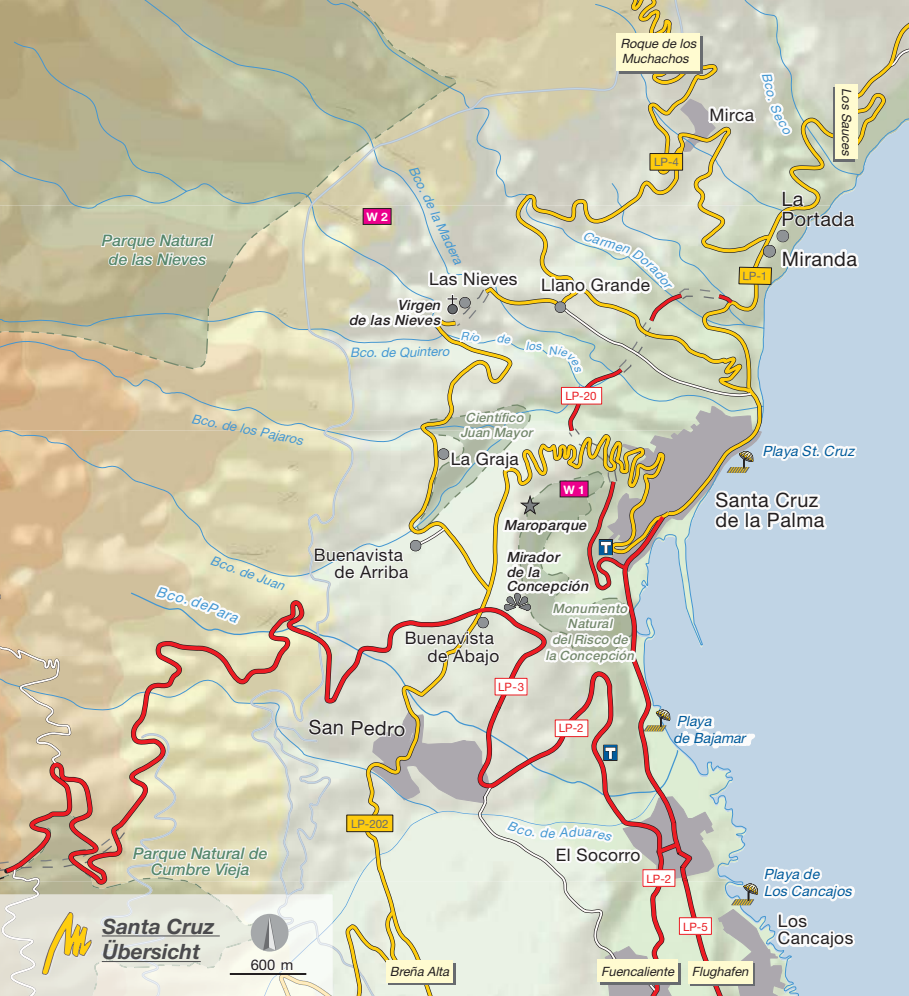 Roque de los
Muchachos
Bco. Seco
Los Sauces
Mirca
LP-4
La
Portada
W 2
Bco. de la Madera
Parque Natural
de las Nieves
Carmen Dorador
Miranda
LP-1
Las Nieves
Llano Grande
Virgen
de las Nieves
Río de los Nieves
Bco. de Quintero
LP-20
Bco. de los Pajaros
Científico
Juan Mayor
La Graja
Playa St. Cruz
W 1
Santa Cruz
de la Palma
Maroparque
T
Buenavista
de Arriba
Mirador
de la
Concepción
Bco. de Juan
Bco. dePara
Monumento
Natural
del Risco de
la Concepción
Buenavista
de Abajo
LP-3
San Pedro
LP-2
Playa
de Bajamar
T
LP-202
Bco. de Aduares
El Socorro
Parque Natural de
Cumbre Vieja
LP-2
Playa de
Los Cancajos
LP-5
Los
Cancajos
Santa Cruz
Übersicht
600 m
Breña Alta
Fuencaliente
Flughafen